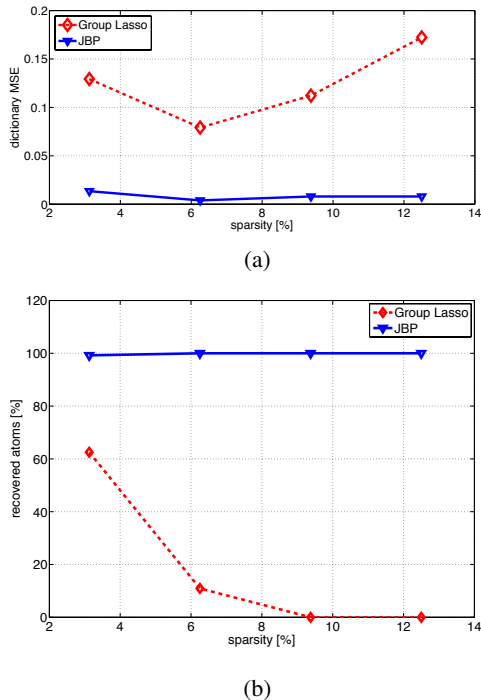 0.2
0.15
0.1
0.05
0
dictionary MSE
Group Lasso
JBP
2 4 6 8 10 12 14
sparsity [%]
(a)
120
100
80
60
40
20
0
recovered atoms [%]
Group Lasso
JBP
2 4 6 8 10 12 14
sparsity [%]
(b)